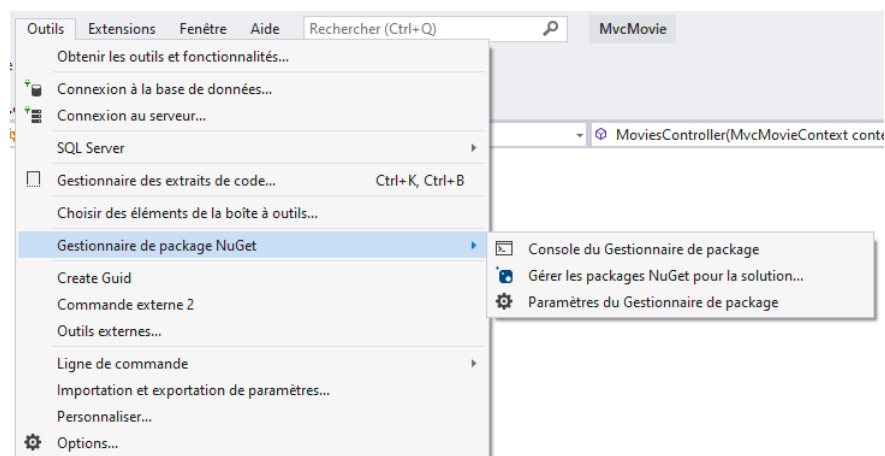 Outils Extensions Fenêtre Aide Rechercher (Ctrl+Q) MvcMovie
Obtenir les outils et fonctionnalités...
Connexion à la base de données...
Connexion au serveur...
MoviesController(MvcMovieContext conte
SQL Server
Gestionnaire des extraits de code... Ctrl+K, Ctrl+B
Choisir des éléments de la boîte à outils...
Gestionnaire de package NuGet
Console du Gestionnaire de package
Gérer les packages NuGet pour la solution...
Paramètres du Gestionnaire de package
Create Guid
Commande externe 2
Outils externes...
Ligne de commande
Importation et exportation de paramètres...
Personnaliser...
Options...